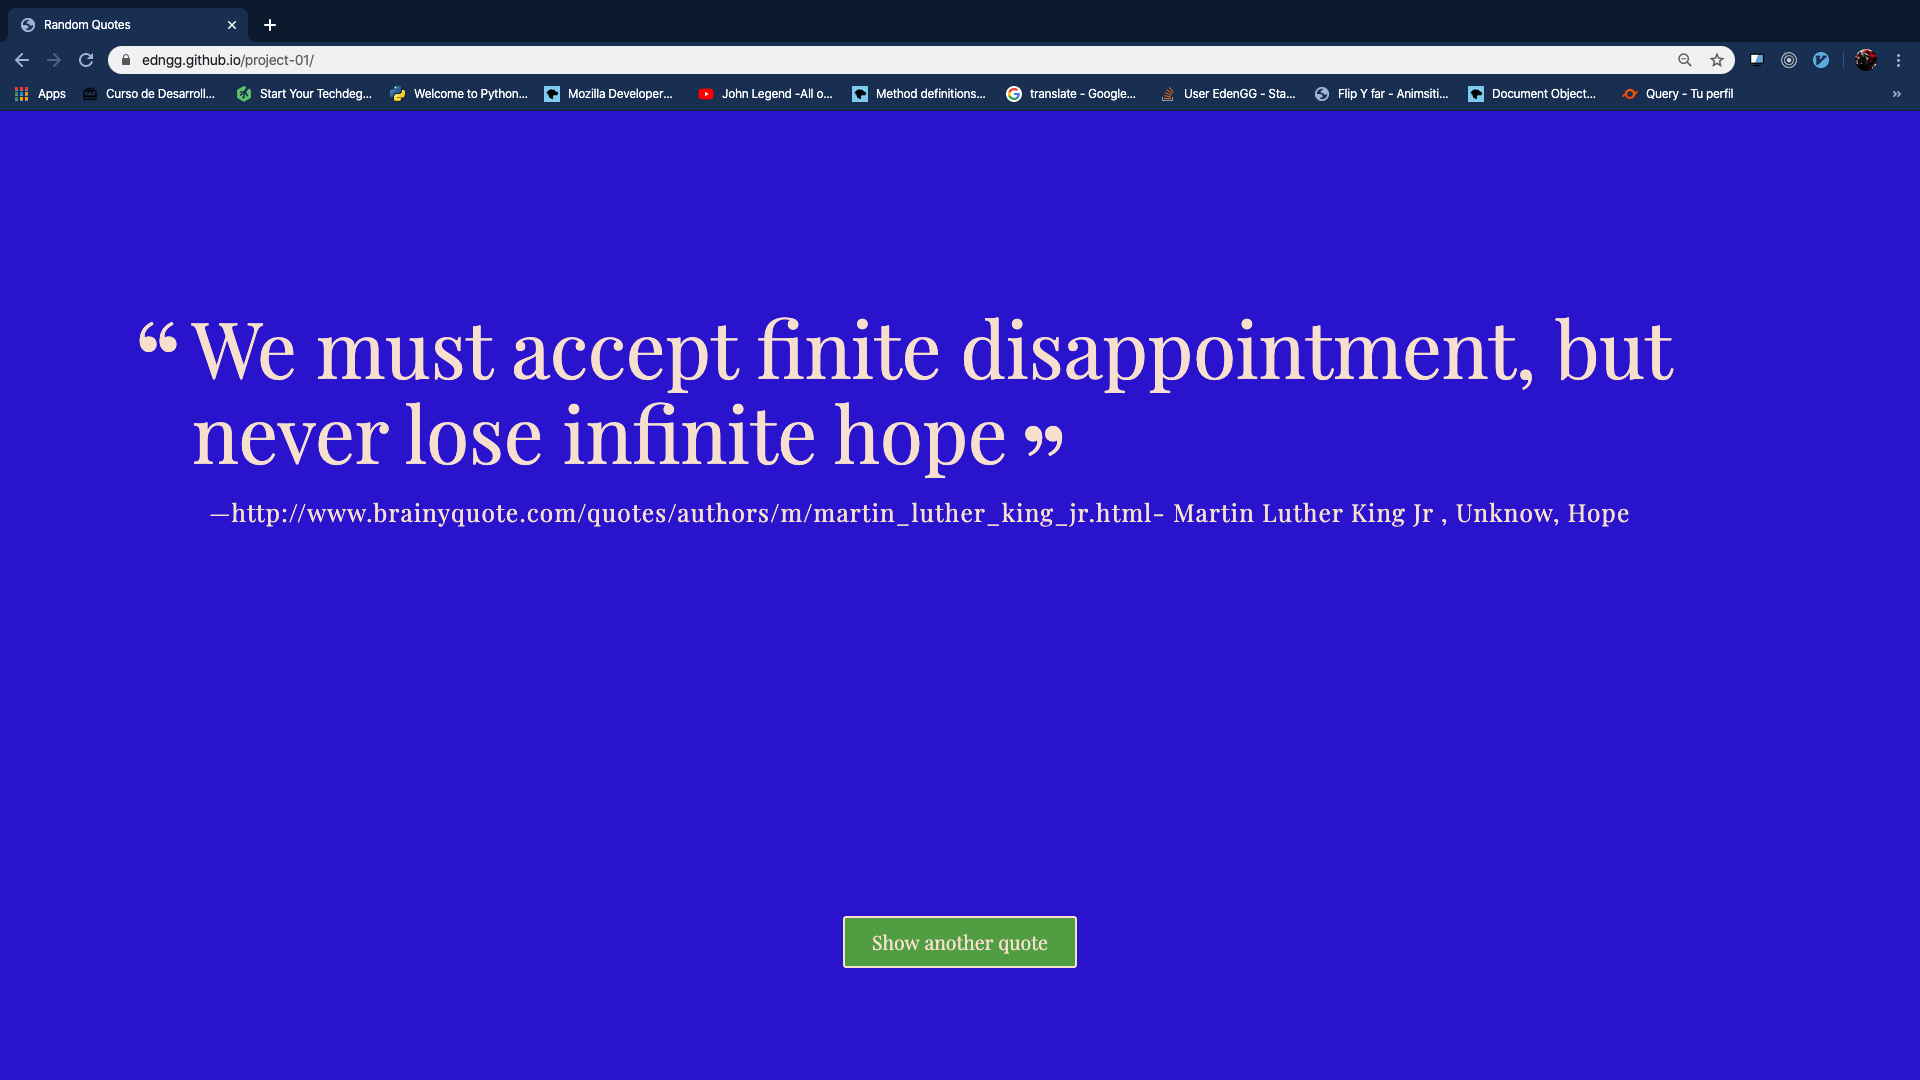 Random Quotes
edngg.github.io/project-01/
Apps
Curso de Desarroll...
Start Your Techdeg...
Welcome to Python...
Mozilla Developer...
John Legend -All o...
Method definitions...
translate - Google...
User EdenGG - Sta...
Flip Y far - Animsiti...
Document Object...
Query - Tu perfil
“ We must accept finite disappointment, but
never lose infinite hope ”
—http://www.brainyquote.com/quotes/authors/m/martin_luther_king_jr.html- Martin Luther King Jr , Unknow, Hope
Show another quote